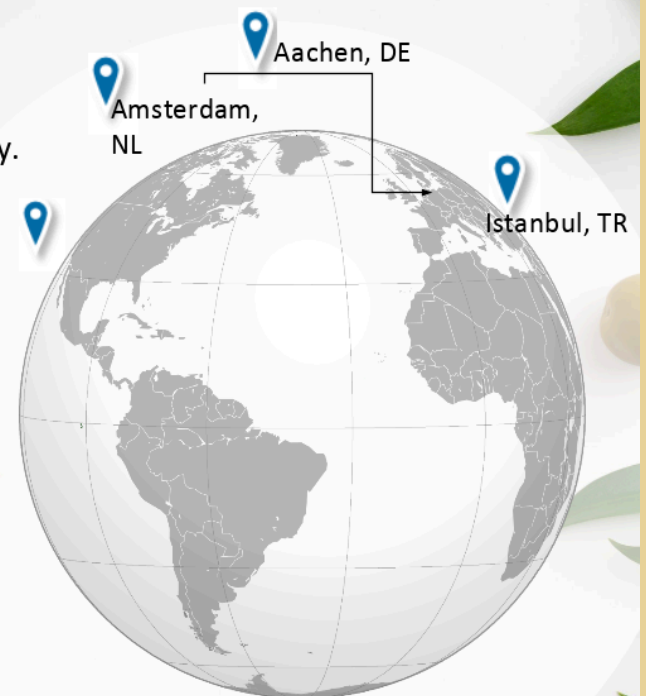 Aachen, DE
Amsterdam,
NL
y.
Istanbul, TR